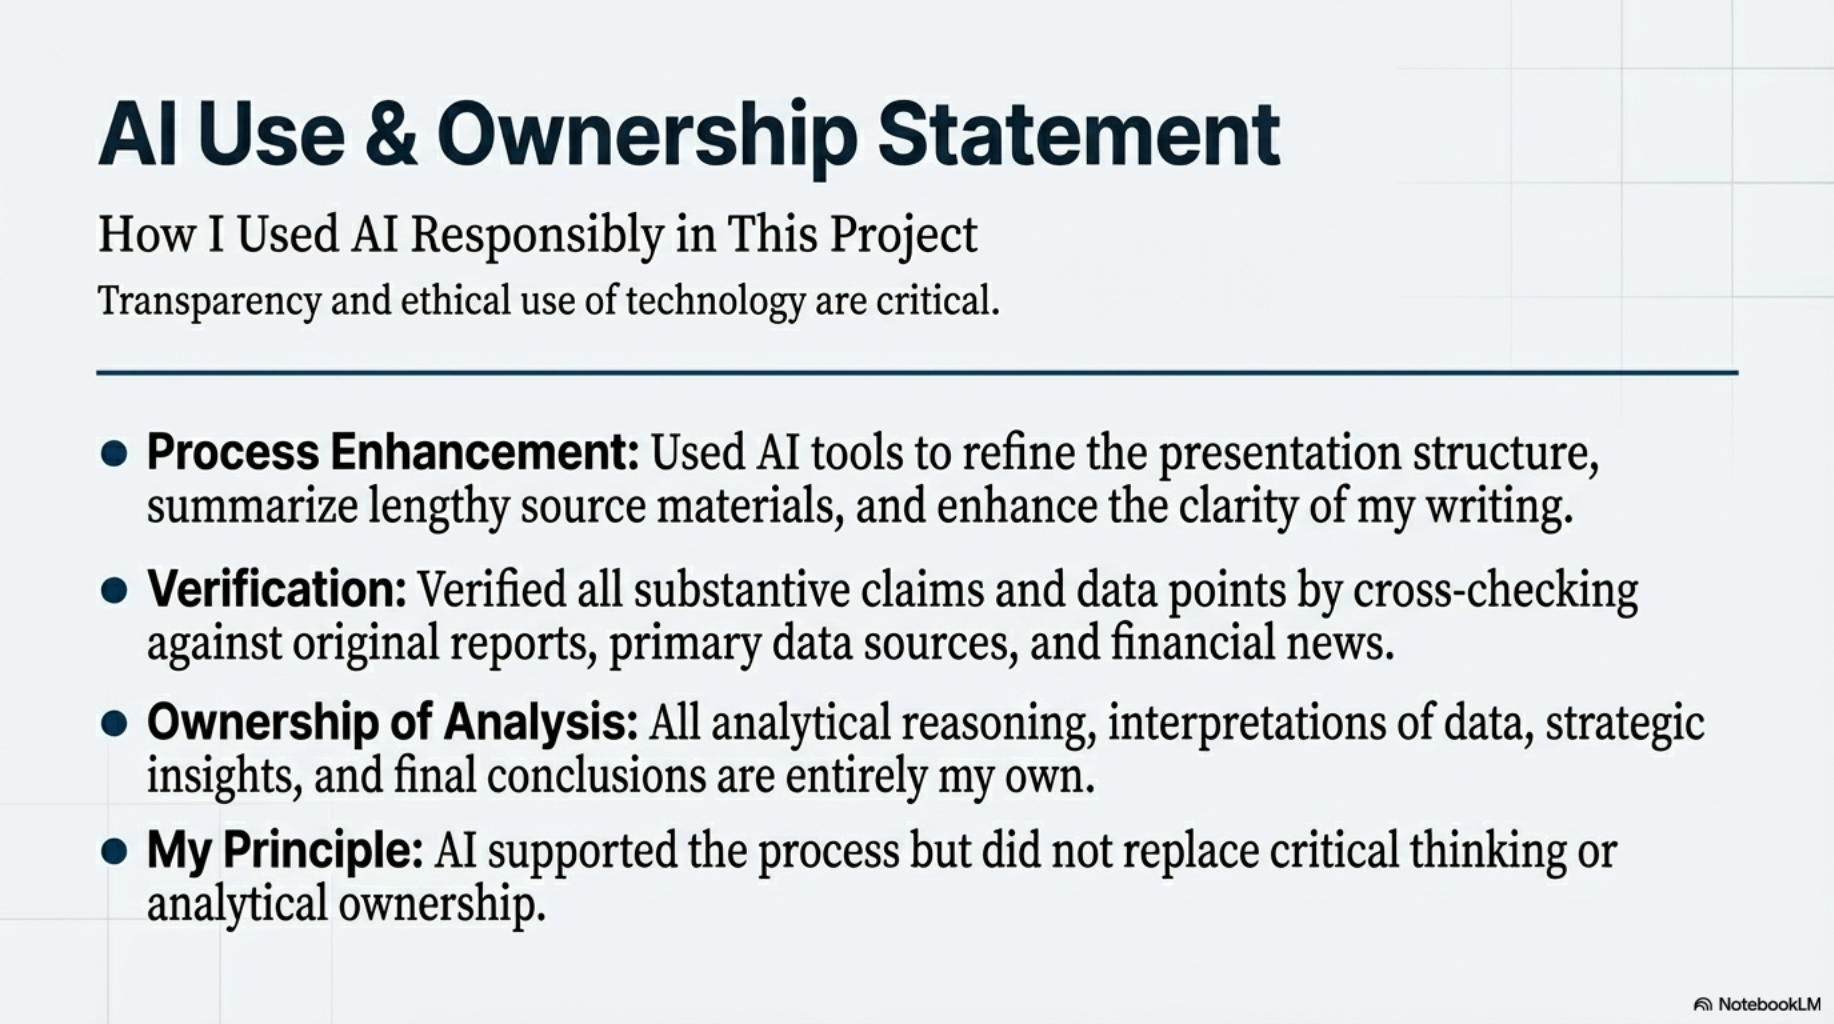 AI Use & Ownership Statement
How I Used AI Responsibly in This Project
Transparency and ethical use of technology are critical.
● Process Enhancement: Used AI tools to refine the presentation structure,
summarize lengthy source materials, and enhance the clarity of my writing.
● Verification: Verified all substantive claims and data points by cross-checking
against original reports, primary data sources, and financial news.
● Ownership of Analysis: All analytical reasoning, interpretations of data, strategic
insights, and final conclusions are entirely my own.
● My Principle: AI supported the process but did not replace critical thinking or
analytical ownership.
NotebookLM